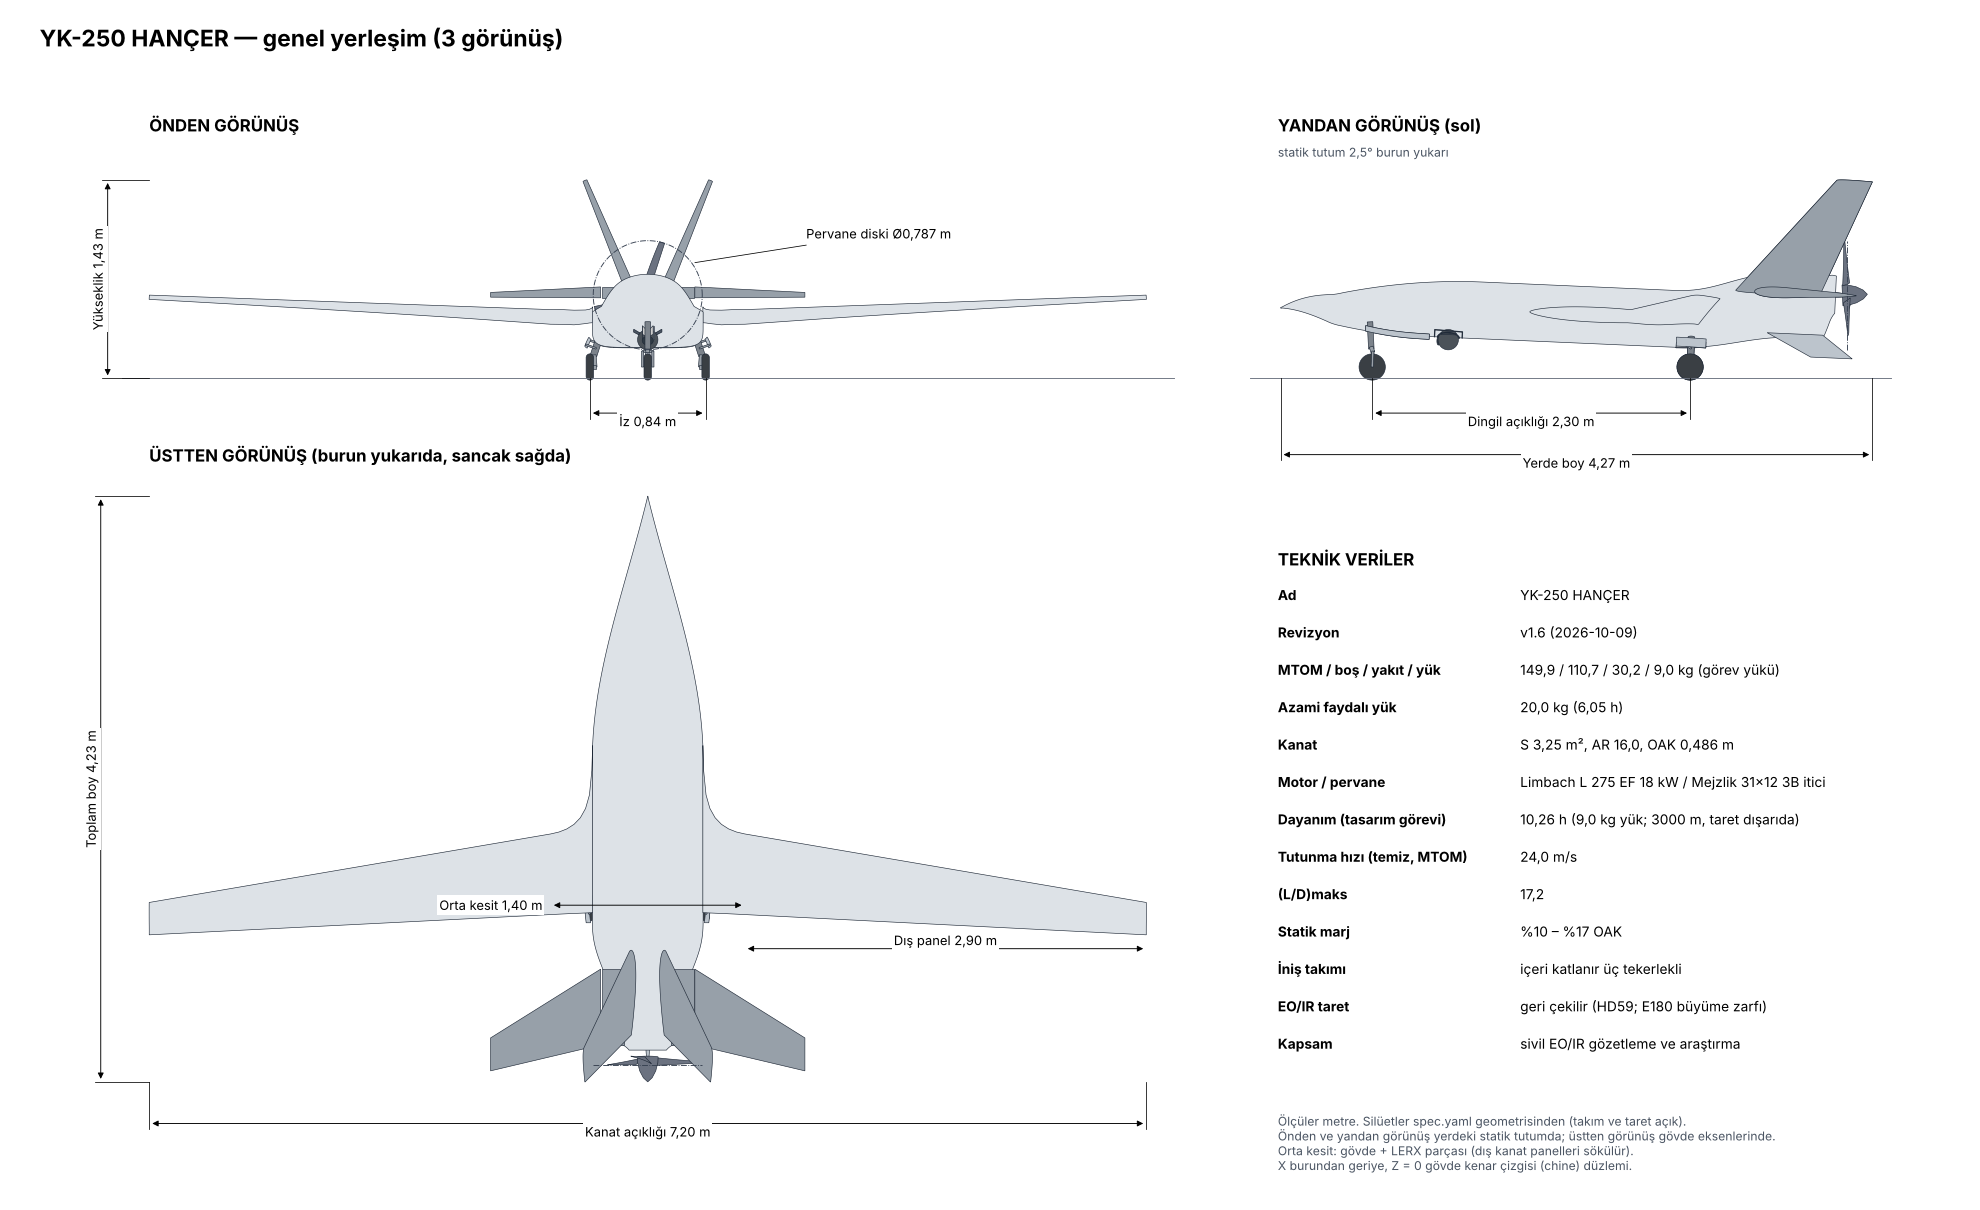 YK-250 HANÇER — genel yerleşim (3 görünüş)
ÖNDEN GÖRÜNÜŞ
Yükseklik 1,43 m
Pervane diski Ø0,787 m
İz 0,84 m
YANDAN GÖRÜNÜŞ (sol)
statik tutum 2,5° burun yukarı
Dingil açıklığı 2,30 m
Yerde boy 4,27 m
ÜSTTEN GÖRÜNÜŞ (burun yukarıda, sancak sağda)
Toplam boy 4,23 m
Orta kesit 1,40 m
Dış panel 2,90 m
Kanat açıklığı 7,20 m
TEKNİK VERİLER
Ad YK-250 HANÇER
Revizyon v1.6 (2026-10-09)
MTOM / boş / yakıt / yük 149,9 / 110,7 / 30,2 / 9,0 kg (görev yükü)
Azami faydalı yük 20,0 kg (6,05 h)
Kanat S 3,25 m², AR 16,0, OAK 0,486 m
Motor / pervane Limbach L 275 EF 18 kW / Mejzlik 31×12 3B itici
Dayanım (tasarım görevi) 10,26 h (9,0 kg yük; 3000 m, taret dışarıda)
Tutunma hızı (temiz, MTOM) 24,0 m/s
(L/D)maks 17,2
Statik marj %10 – %17 OAK
İniş takımı içeri katlanır üç tekerlekli
EO/IR taret geri çekilir (HD59; E180 büyüme zarfı)
Kapsam sivil EO/IR gözetleme ve araştırma
Ölçüler metre. Silüetler spec.yaml geometrisinden (takım ve taret açık).
Önden ve yandan görünüş yerdeki statik tutumda; üstten görünüş gövde eksenlerinde.
Orta kesit: gövde + LERX parçası (dış kanat panelleri sökülür).
X burundan geriye, Z = 0 gövde kenar çizgisi (chine) düzlemi.